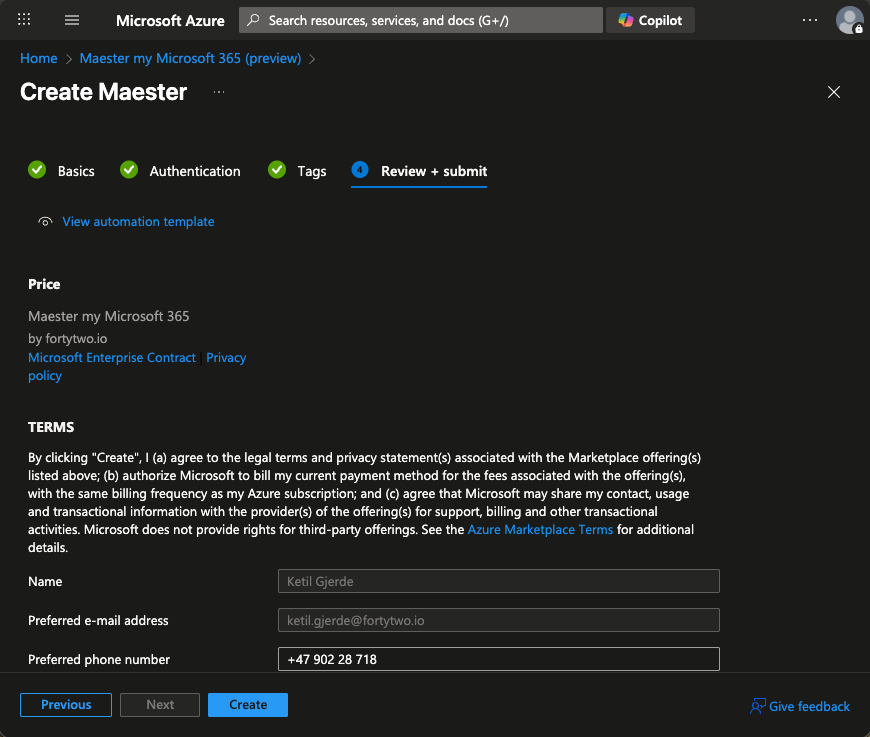 Microsoft Azure
Search resources, services, and docs (G+/)
Copilot
Home > Maester my Microsoft 365 (preview) >
Create Maester ...
Basics
Authentication
Tags
4 Review + submit
View automation template
Price
Maester my Microsoft 365
by fortytwo.io
Microsoft Enterprise Contract | Privacy
policy
TERMS
By clicking "Create", I (a) agree to the legal terms and privacy statement(s) associated with the Marketplace offering(s)
listed above; (b) authorize Microsoft to bill my current payment method for the fees associated with the offering(s),
with the same billing frequency as my Azure subscription; and (c) agree that Microsoft may share my contact, usage
and transactional information with the provider(s) of the offering(s) for support, billing and other transactional
activities. Microsoft does not provide rights for third-party offerings. See the Azure Marketplace Terms for additional
details.
Name
Ketil Gjerde
Preferred e-mail address
ketil.gjerde@fortytwo.io
Preferred phone number
+47 902 28 718
Previous
Next
Create
Give feedback